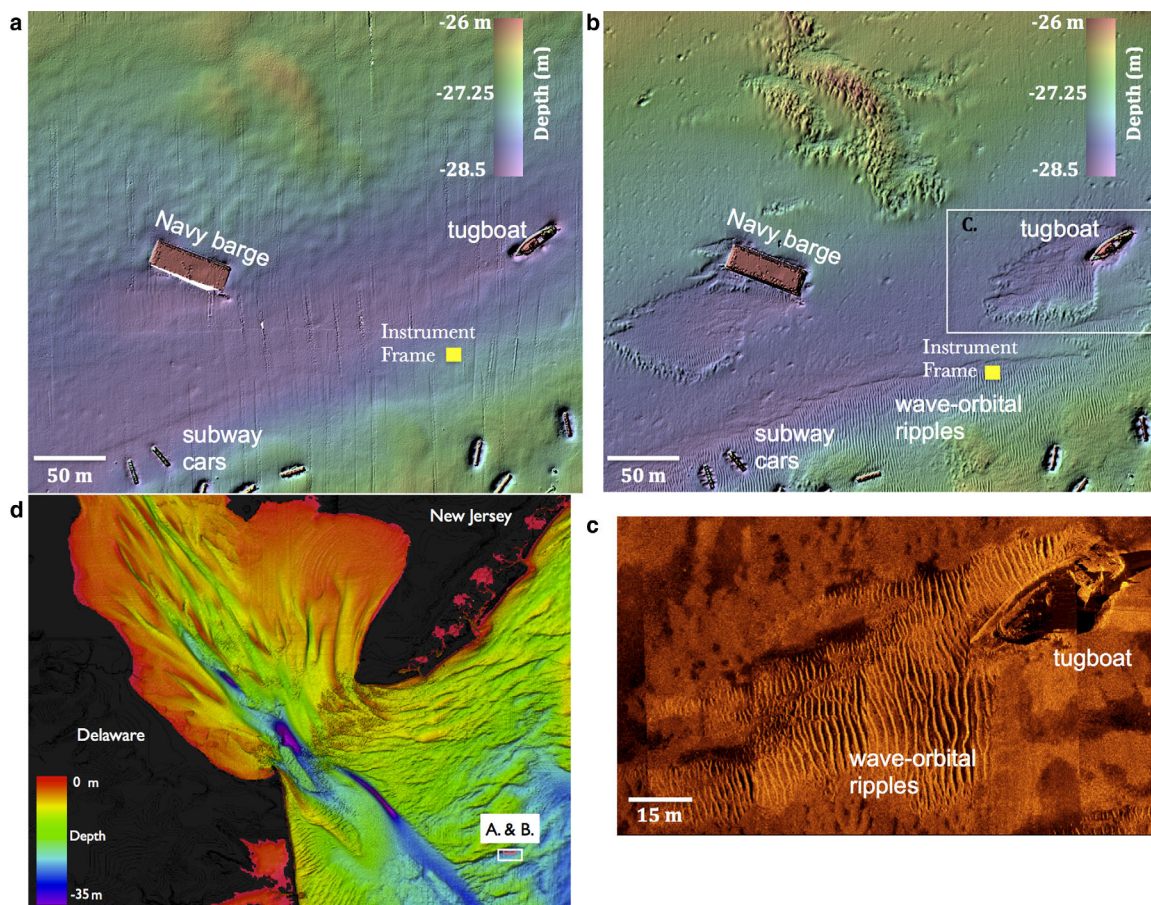 a
-26 m
-27.25
-28.5
Depth (m)
Navy barge
tugboat
Instrument
Frame
subway
cars
50 m
b
-26 m
-27.25
-28.5
Depth (m)
C.
Navy barge
tugboat
Instrument
Frame
wave-orbital
ripples
subway
cars
50 m
d
New Jersey
Delaware
0 m
Depth
-35 m
A. & B.
c
tugboat
wave-orbital
ripples
15 m